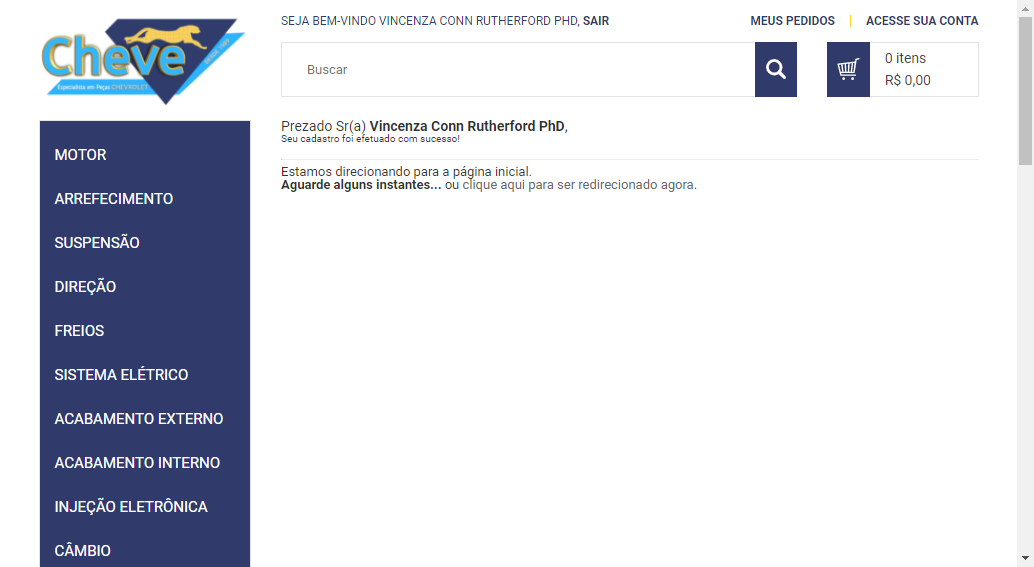 Cheve
DESDE 1989
Especialista em Peças CHEVROLET
SEJA BEM-VINDO VINCENZA CONN RUTHERFORD PHD, SAIR
MEUS PEDIDOS | ACESSE SUA CONTA
Buscar
0 itens
R$ 0,00
Prezado Sr(a) Vincenza Conn Rutherford PhD,
Seu cadastro foi efetuado com sucesso!
Estamos direcionando para a página inicial.
Aguarde alguns instantes... ou clique aqui para ser redirecionado agora.
MOTOR
ARREFECIMENTO
SUSPENSÃO
DIREÇÃO
FREIOS
SISTEMA ELÉTRICO
ACABAMENTO EXTERNO
ACABAMENTO INTERNO
INJEÇÃO ELETRÔNICA
CÂMBIO